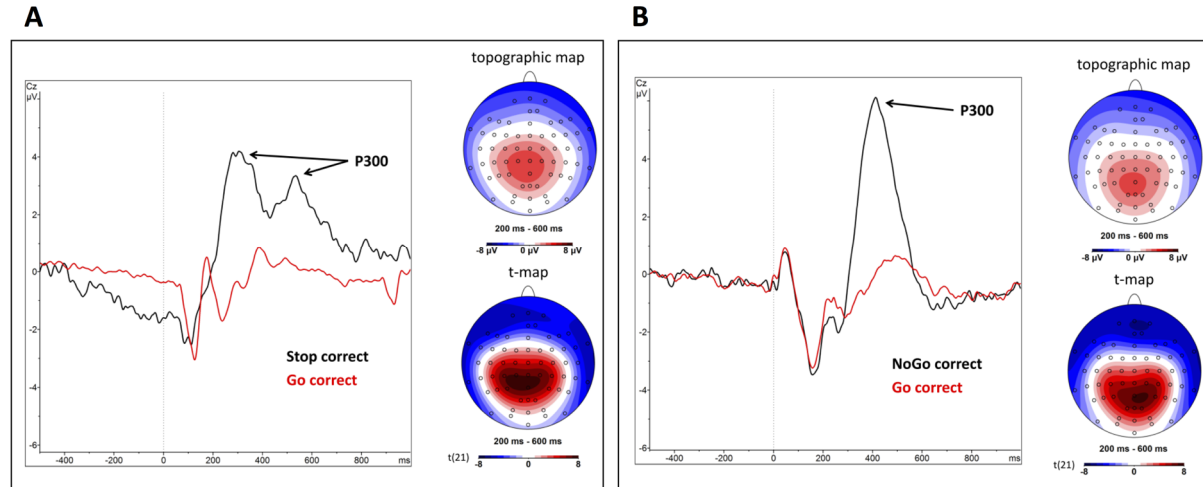 A
Cz
µV
4
2
0
-2
-4
-6
-400
-200
0
200
400
600
800
ms
P300
Stop correct
Go correct
topographic map
200 ms - 600 ms
-8 µV
0 µV
8 µV
t-map
200 ms - 600 ms
t(21)
-8
0
8
B
Cz
µV
4
2
0
-2
-4
-6
-400
-200
0
200
400
600
800
ms
P300
NoGo correct
Go correct
topographic map
200 ms - 600 ms
-8 µV
0 µV
8 µV
t-map
200 ms - 600 ms
t(21)
-8
0
8